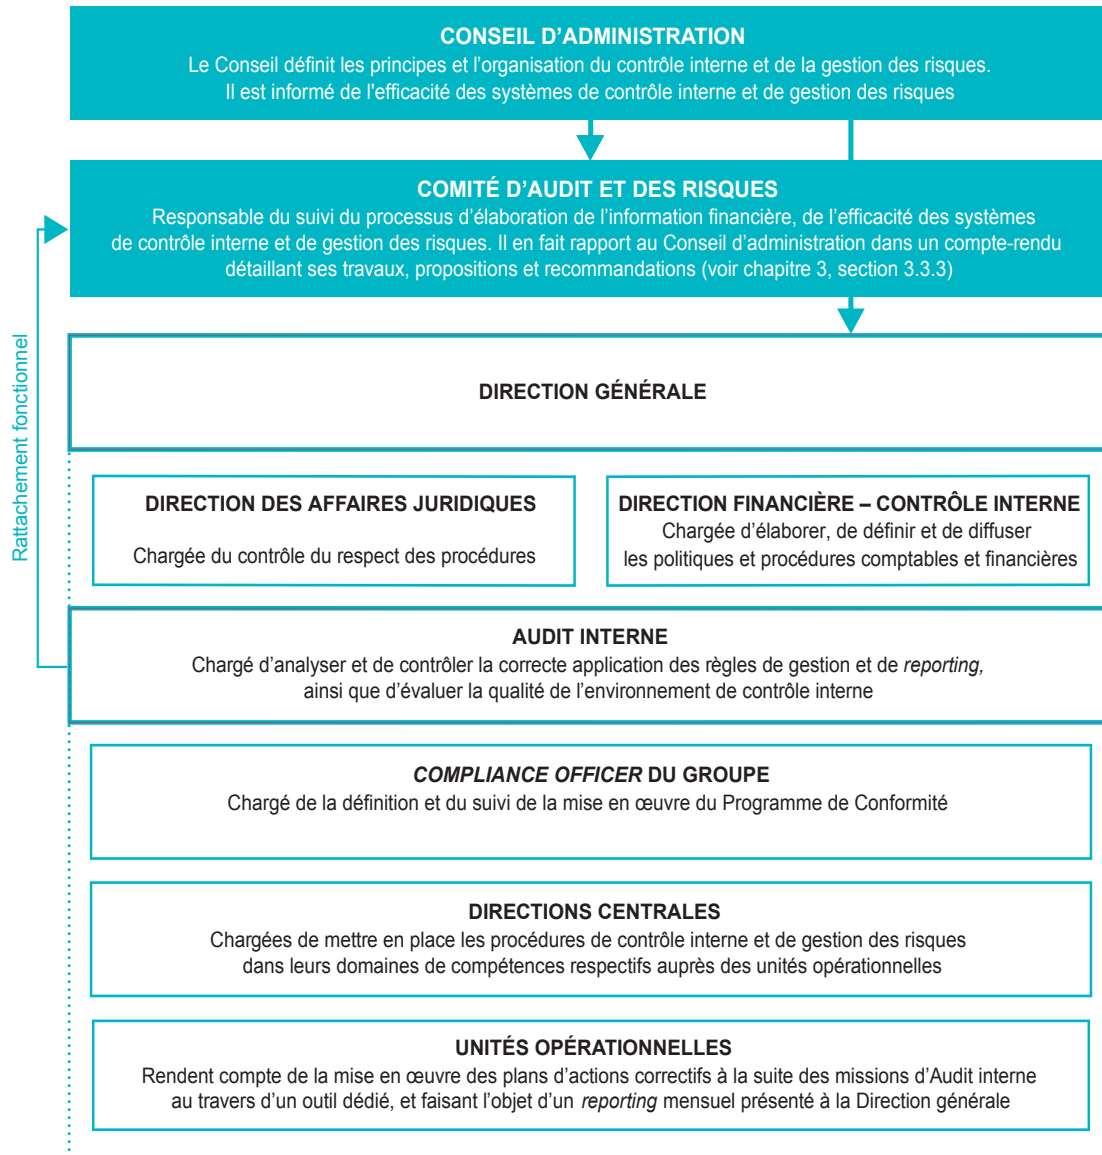 CONSEIL D’ADMINISTRATION
Le Conseil définit les principes et l’organisation du contrôle interne et de la gestion des risques.
Il est informé de l'efficacité des systèmes de contrôle interne et de gestion des risques
COMITÉ D’AUDIT ET DES RISQUES
Responsable du suivi du processus d’élaboration de l’information financière, de l’efficacité des systèmes
de contrôle interne et de gestion des risques. Il en fait rapport au Conseil d’administration dans un compte-rendu
détaillant ses travaux, propositions et recommandations (voir chapitre 3, section 3.3.3)
Rattachement fonctionnel
DIRECTION GÉNÉRALE
DIRECTION DES AFFAIRES JURIDIQUES
Chargée du contrôle du respect des procédures
DIRECTION FINANCIÈRE – CONTRÔLE INTERNE
Chargée d’élaborer, de définir et de diffuser
les politiques et procédures comptables et financières
AUDIT INTERNE
Chargé d’analyser et de contrôler la correcte application des règles de gestion et de reporting,
ainsi que d’évaluer la qualité de l’environnement de contrôle interne
COMPLIANCE OFFICER DU GROUPE
Chargé de la définition et du suivi de la mise en œuvre du Programme de Conformité
DIRECTIONS CENTRALES
Chargées de mettre en place les procédures de contrôle interne et de gestion des risques
dans leurs domaines de compétences respectifs auprès des unités opérationnelles
UNITÉS OPÉRATIONNELLES
Rendent compte de la mise en œuvre des plans d’actions correctifs à la suite des missions d’Audit interne
au travers d’un outil dédié, et faisant l’objet d’un reporting mensuel présenté à la Direction générale